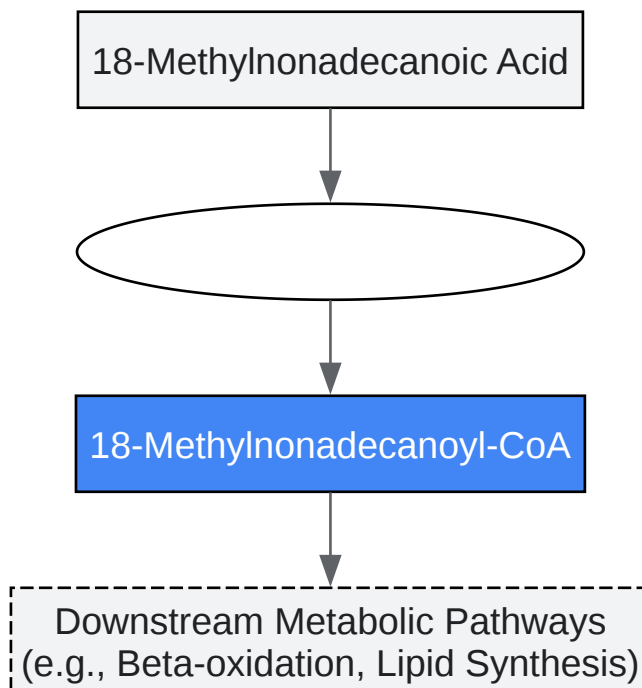 18-Methylnonadecanoic Acid
18-Methylnonadecanoyl-CoA
Downstream Metabolic Pathways
(e.g., Beta-oxidation, Lipid Synthesis)